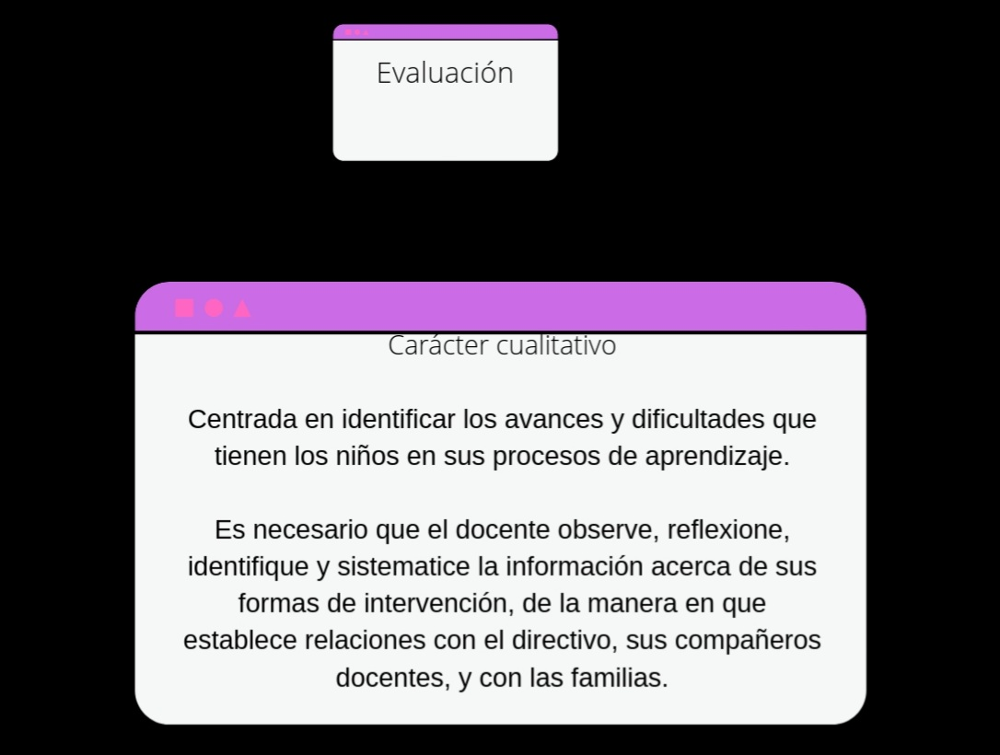 Evaluación
Carácter cualitativo
Centrada en identificar los avances y dificultades que
tienen los niños en sus procesos de aprendizaje.
Es necesario que el docente observe, reflexione,
identifique y sistematice la información acerca de sus
formas de intervención, de la manera en que
establece relaciones con el directivo, sus compañeros
docentes, y con las familias.